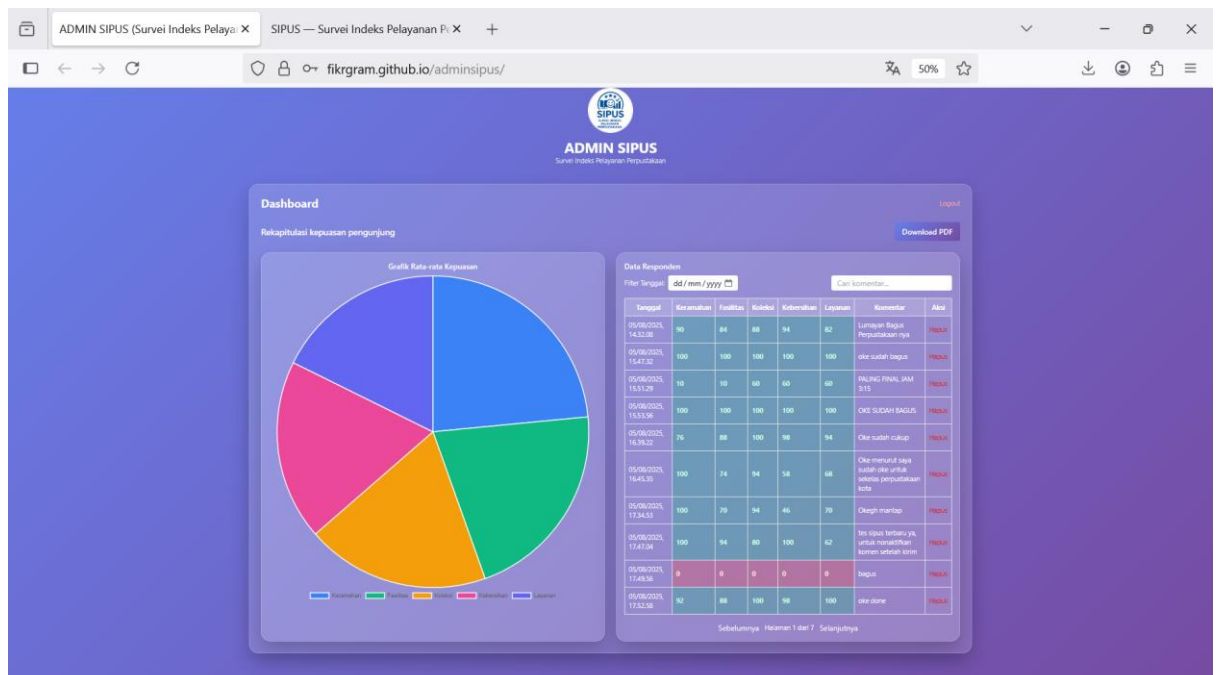 ADMIN SIPUS (Survei Indeks Pelaya
SIPUS — Survei Indeks Pelayanan Pe
fikrgram.github.io/adminsipus/
50%
SIPUS
ADMIN SIPUS
Survei Indeks Pelayanan Perpustakaan
Dashboard
Logout
Rekapitulasi kepuasan pengunjung
Download PDF
Grafik Rata-rata Kepuasan
Keramahan Fasilitas Koleksi Kebersihan Layanan
Data Responden
Filter Tanggal: dd/mm/yyyy
Cari komentar...
Tanggal Keramahan Fasilitas Koleksi Kebersihan Layanan Komentar Aksi
05/08/2025, 14.32.08 90 84 88 94 82 Lumayan Bagus Perpustakaan nya Hapus
05/08/2025, 15.47.32 100 100 100 100 100 oke sudah bagus Hapus
05/08/2025, 15.51.29 10 10 60 60 60 PALING FINAL JAM 3:15 Hapus
05/08/2025, 15.53.56 100 100 100 100 100 OKE SUDAH BAGUS Hapus
05/08/2025, 16.39.22 76 88 100 98 94 Oke sudah cukup Hapus
05/08/2025, 16.45.35 100 74 94 58 68 Oke menurut saya sudah oke untuk sekelas perpustakaan kota Hapus
05/08/2025, 17.34.53 100 70 94 46 70 Okegh mantap Hapus
05/08/2025, 17.47.04 100 94 80 100 62 tes sipus terbaru ya, untuk nonaktifkan komen setelah kirim Hapus
05/08/2025, 17.49.56 0 0 0 0 0 bagus Hapus
05/08/2025, 17.52.58 92 88 100 98 100 oke done Hapus
Sebelumnya Halaman 1 dari 7 Selanjutnya